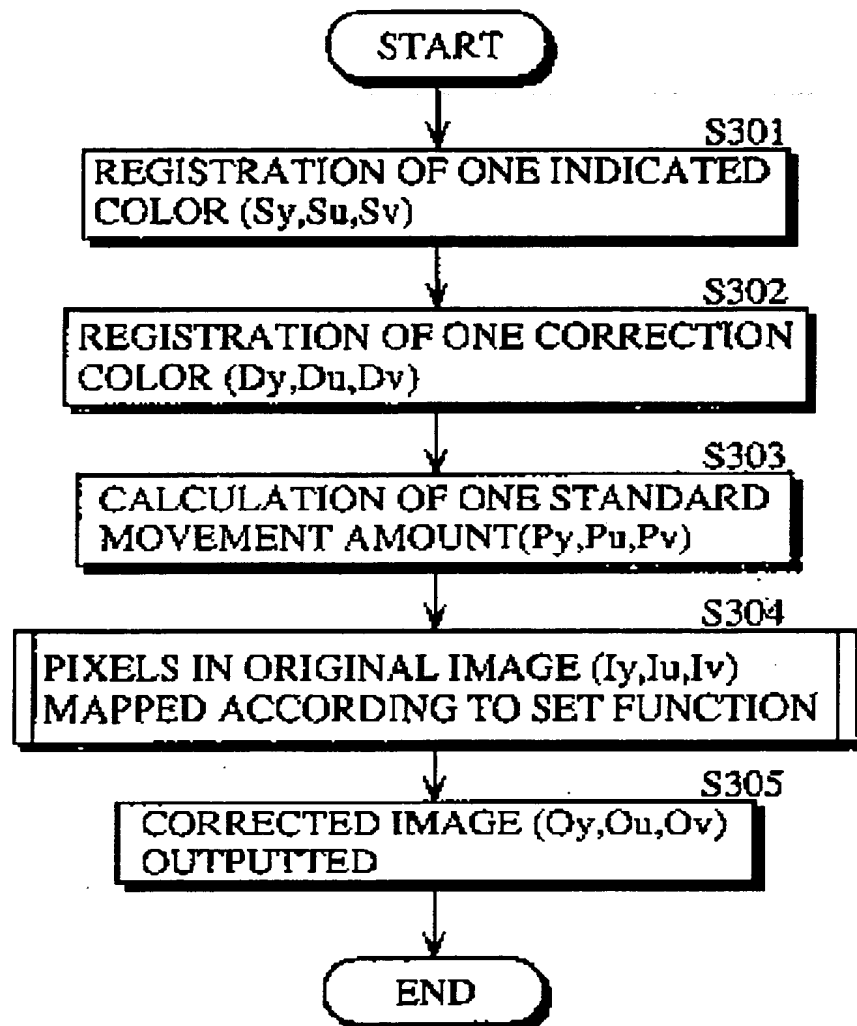 START
S301
REGISTRATION OF ONE INDICATED
COLOR (Sy,Su,Sv)
S302
REGISTRATION OF ONE CORRECTION
COLOR (Dy,Du,Dv)
S303
CALCULATION OF ONE STANDARD
MOVEMENT AMOUNT(Py,Pu,Pv)
S304
PIXELS IN ORIGINAL IMAGE (Iy,Iu,Iv)
MAPPED ACCORDING TO SET FUNCTION
S305
CORRECTED IMAGE (Oy,Ou,Ov)
OUTPUTTED
END